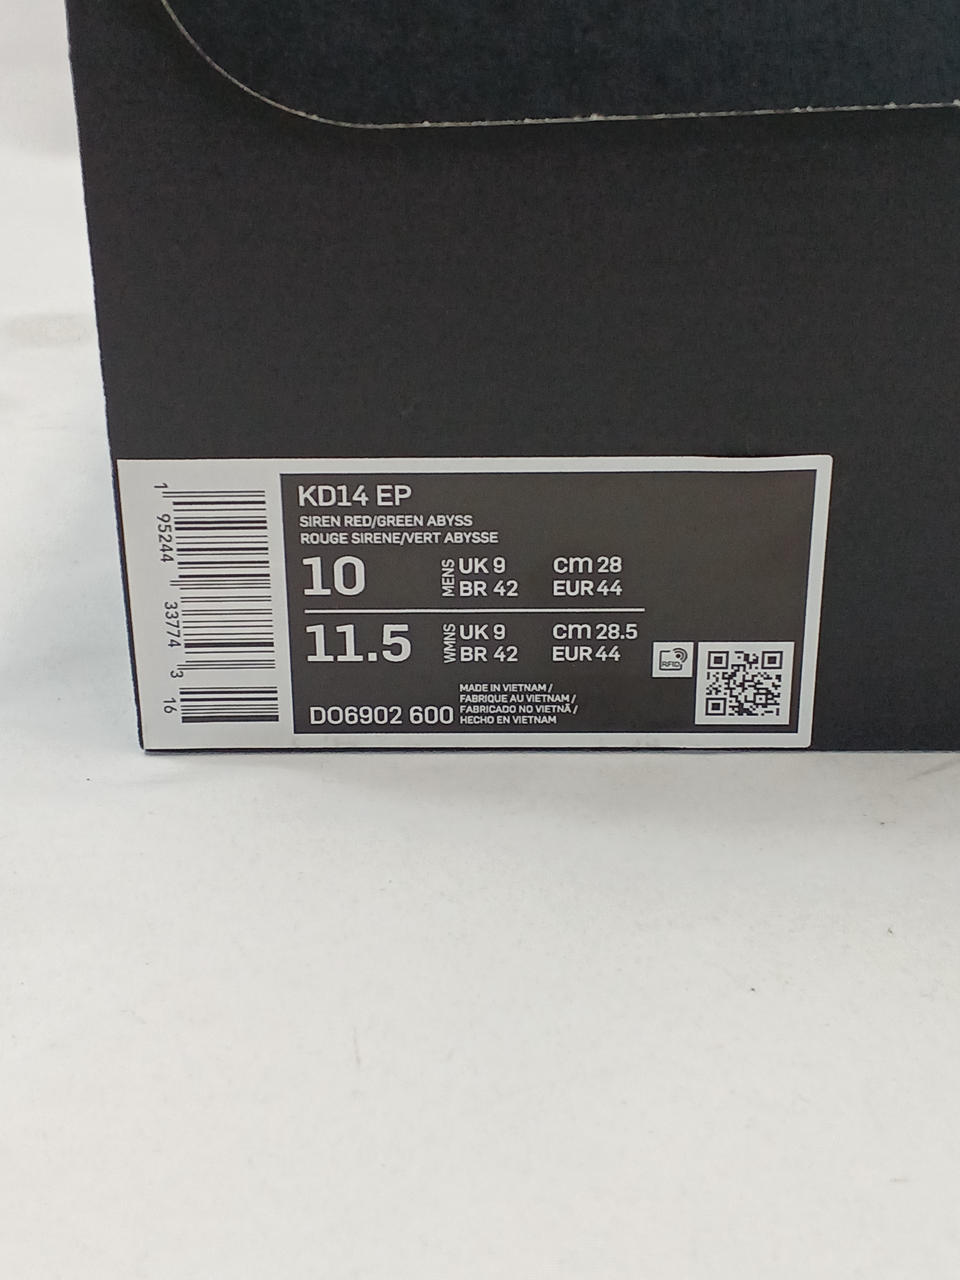 KD14 EP
SIREN RED/GREEN ABYSS
ROUGE SIRENE/VERT ABYSSE
10 MENS UK 9 cm 28
BR 42 EUR 44
11.5 WMNS UK 9 cm 28.5
BR 42 EUR 44
RFID
DO6902 600
MADE IN VIETNAM /
FABRIQUE AU VIETNAM /
FABRICADO NO VIETNÃ /
HECHO EN VIETNAM
1 95244 33774 3 16